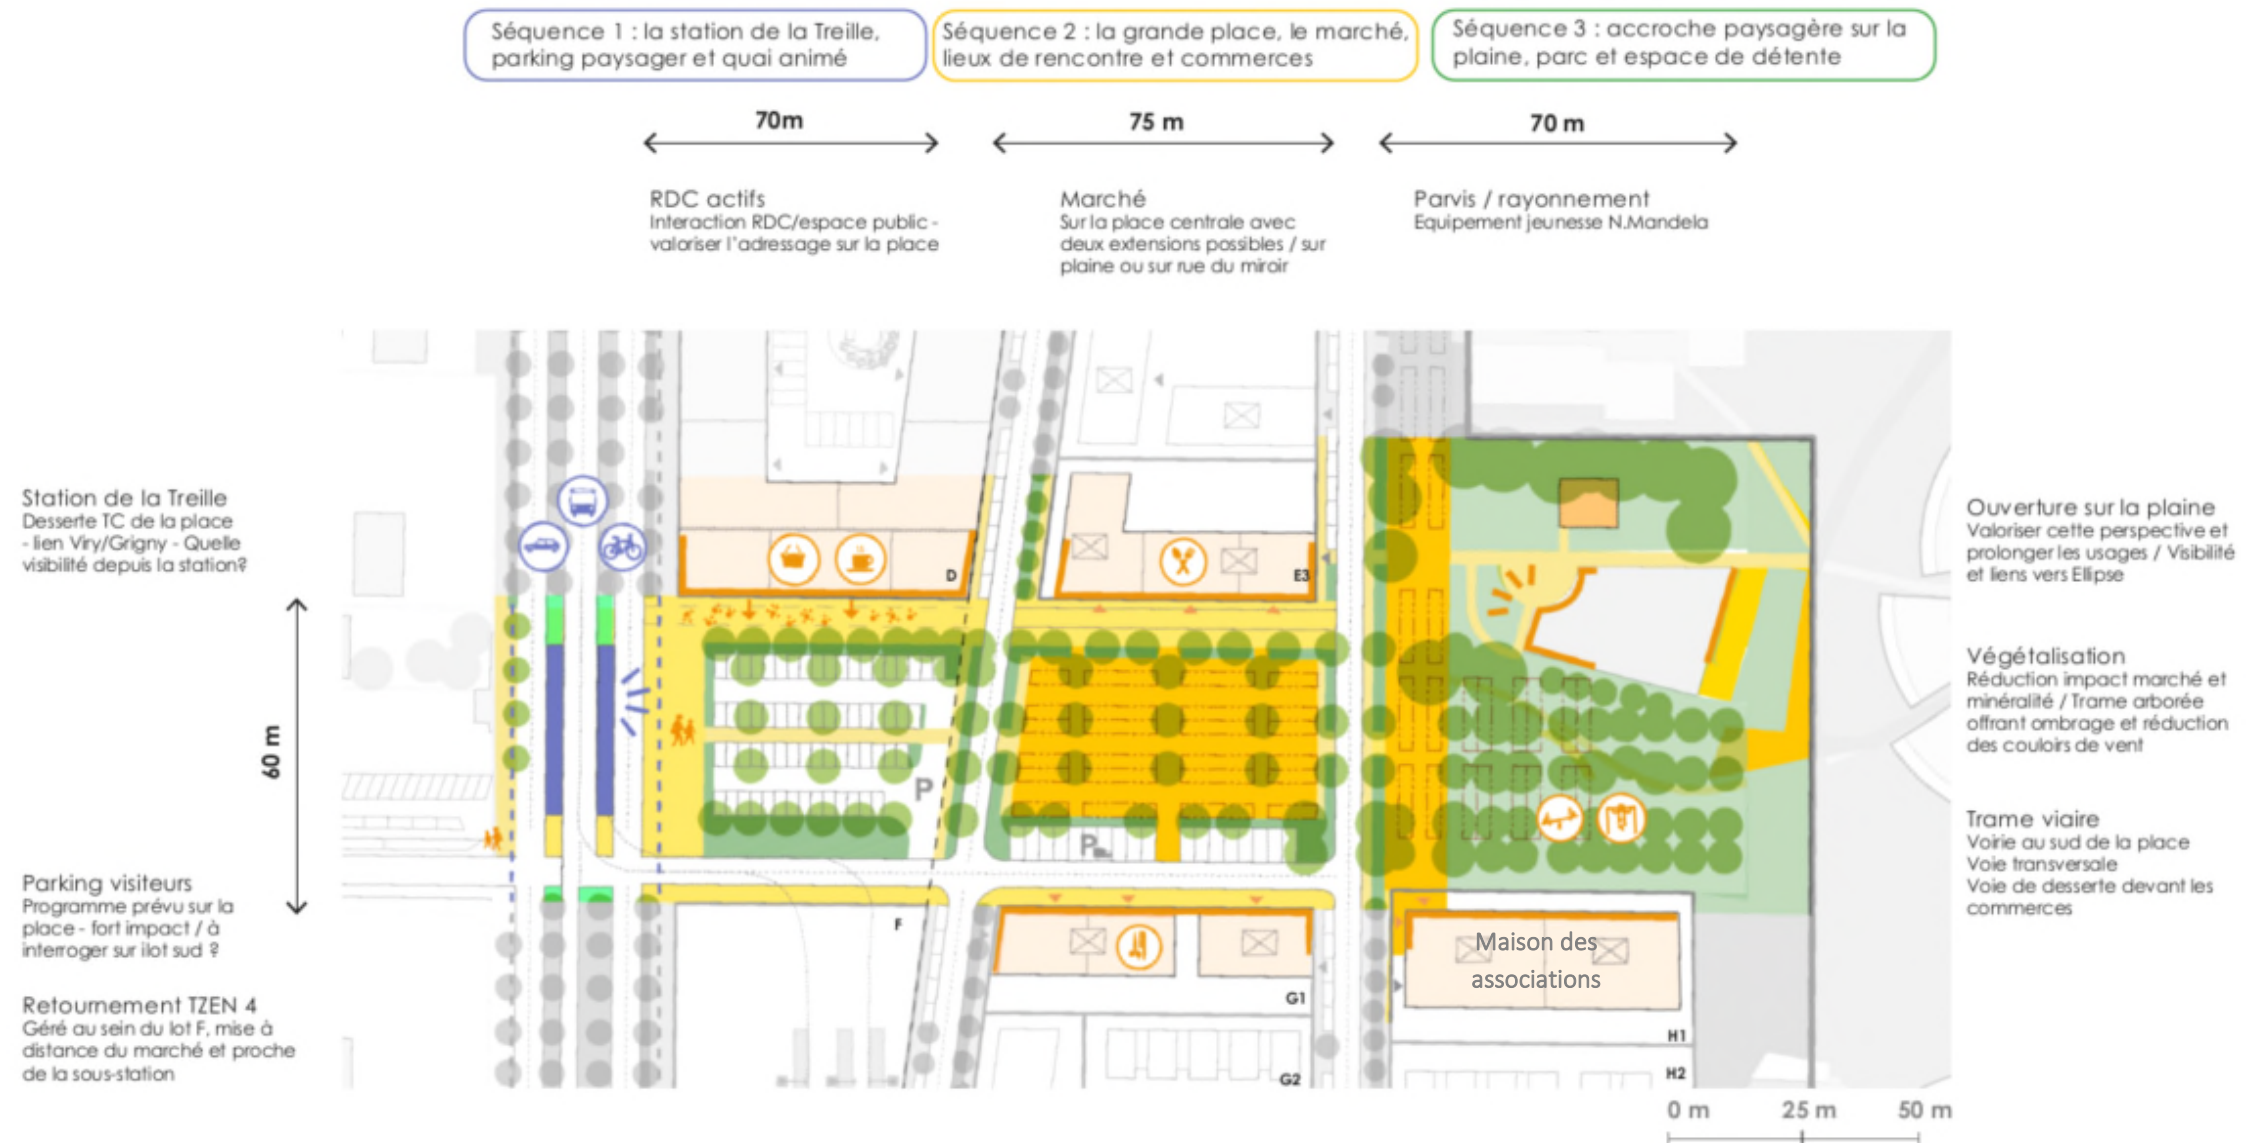 Séquence 1 : la station de la Treille,
parking paysager et quai animé
Séquence 2 : la grande place, le marché,
lieux de rencontre et commerces
Séquence 3 : accroche paysagère sur la
plaine, parc et espace de détente
70m
75 m
70 m
RDC actifs
Interaction RDC/espace public -
valoriser l'adressage sur la place
Marché
Sur la place centrale avec
deux extensions possibles / sur
plaine ou sur rue du miroir
Parvis / rayonnement
Equipement jeunesse N.Mandela
Station de la Treille
Desserte TC de la place
- lien Viry/Grigny - Quelle
visibilité depuis la station?
60 m
Parking visiteurs
Programme prévu sur la
place - fort impact / à
interroger sur ilot sud ?
Retournement TZEN 4
Géré au sein du lot F, mise à
distance du marché et proche
de la sous-station
D
E3
P
P
F
G1
G2
Maison des
associations
H1
H2
Ouverture sur la plaine
Valoriser cette perspective et
prolonger les usages / Visibilité
et liens vers Ellipse
Végétalisation
Réduction impact marché et
minéralité / Trame arborée
offrant ombrage et réduction
des couloirs de vent
Trame viaire
Voirie au sud de la place
Voie transversale
Voie de desserte devant les
commerces
0 m 25 m 50 m